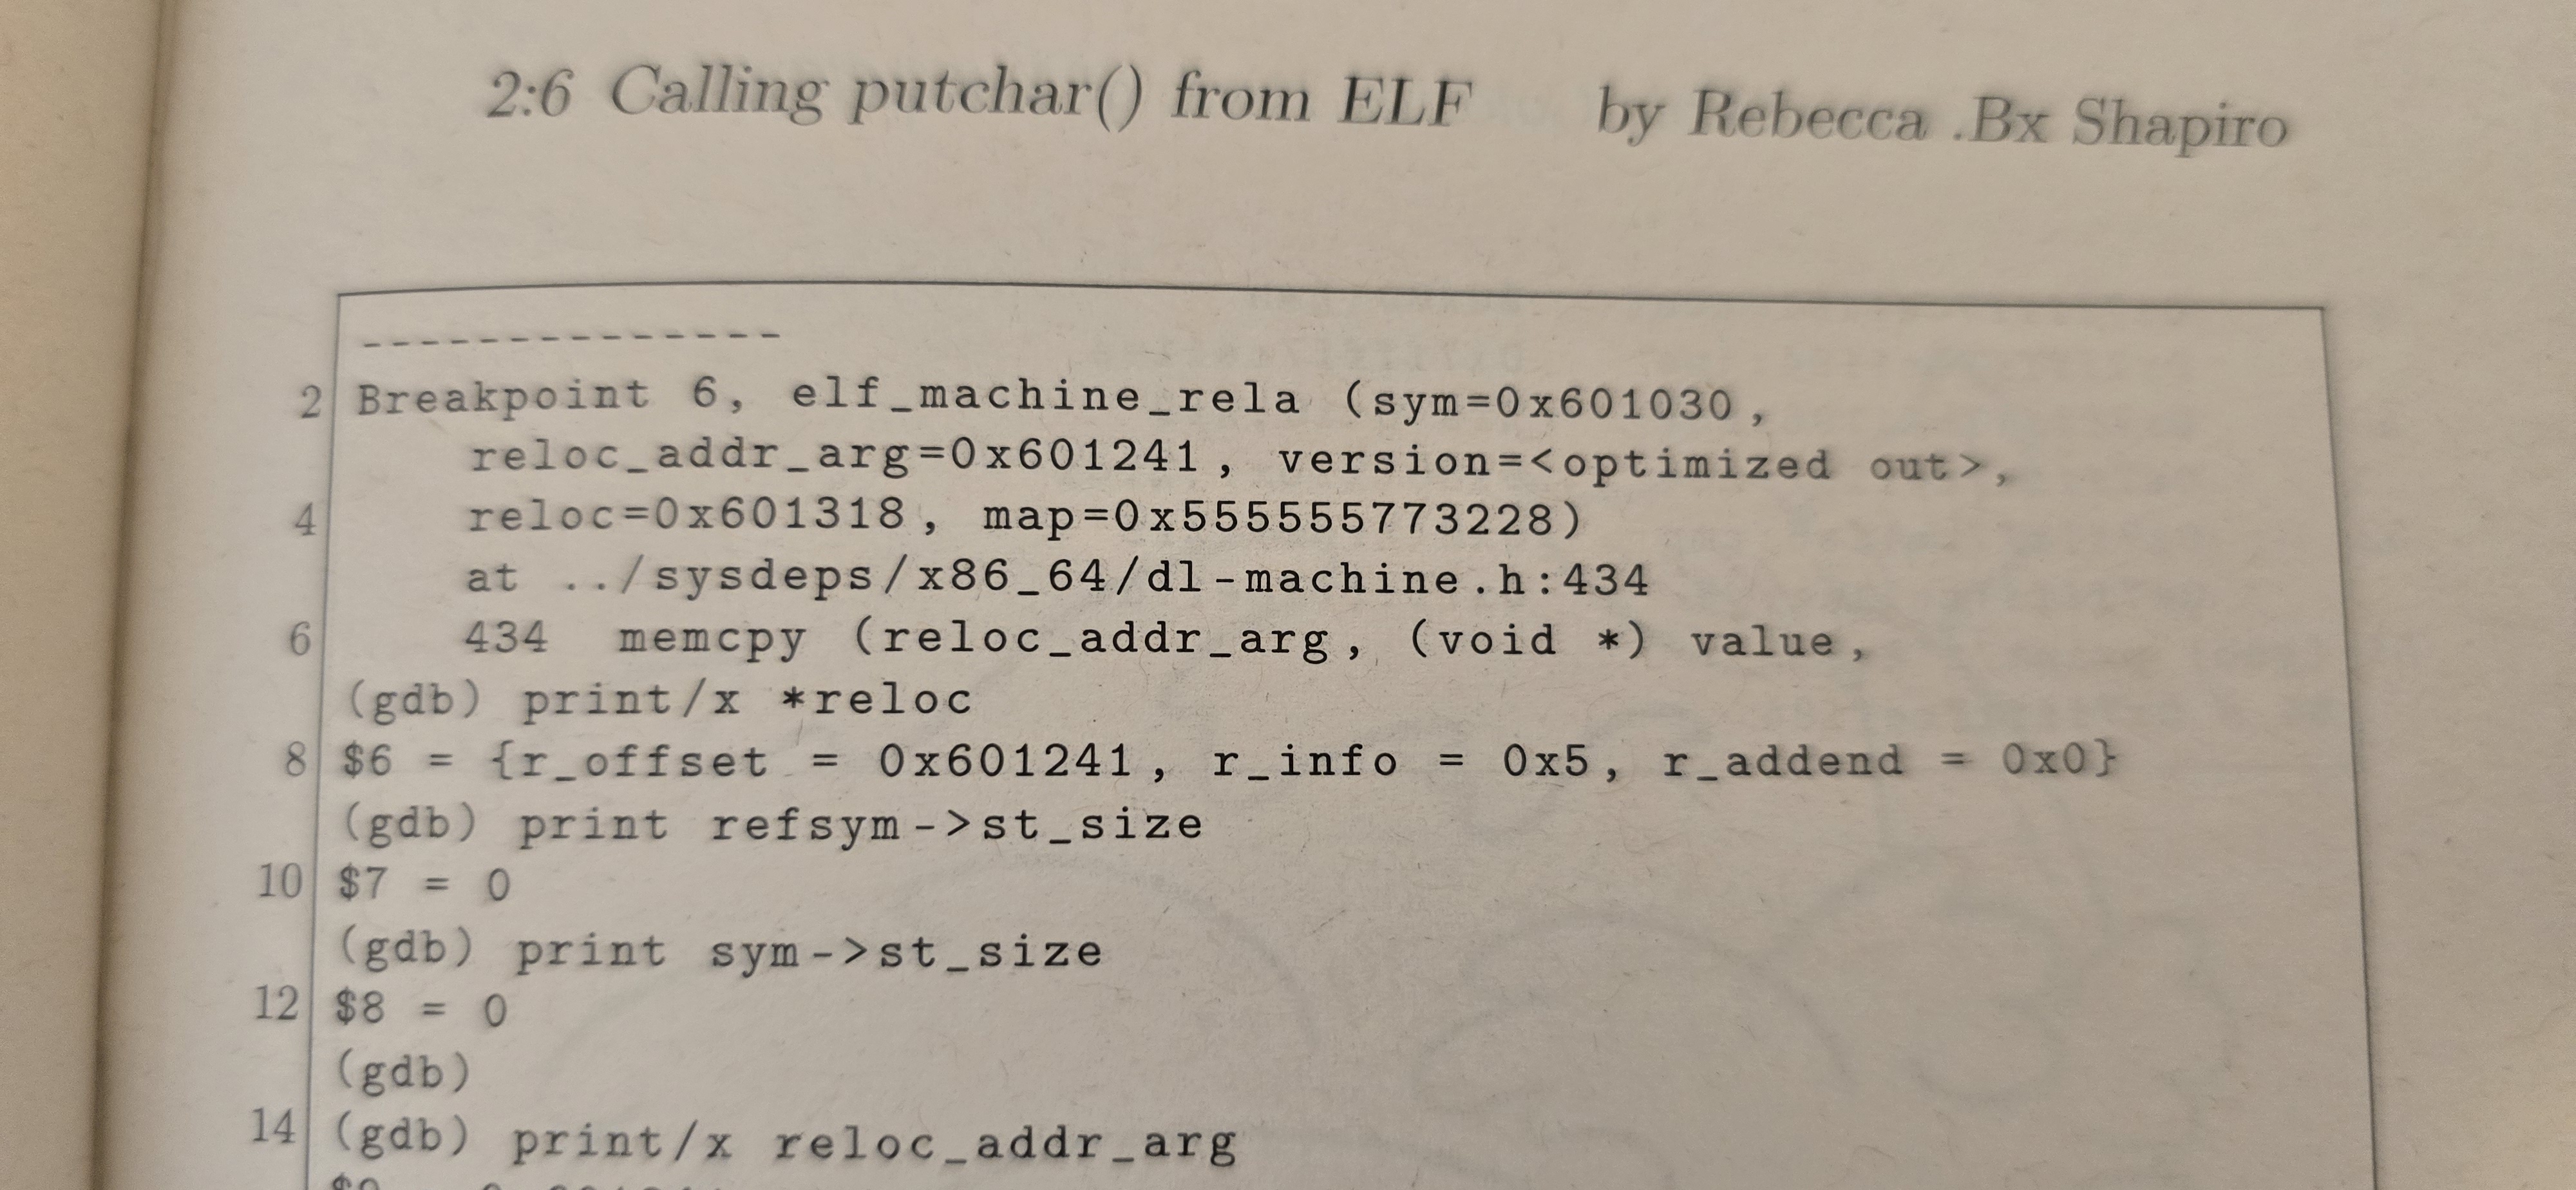 2:6 Calling putchar() from ELF by Rebecca .Bx Shapiro
--------------
2 Breakpoint 6, elf_machine_rela (sym=0x601030,
reloc_addr_arg=0x601241, version=<optimized out>,
4 reloc=0x601318, map=0x555555773228)
at ../sysdeps/x86_64/dl-machine.h:434
6 434 memcpy (reloc_addr_arg, (void *) value,
(gdb) print/x *reloc
8 $6 = {r_offset = 0x601241, r_info = 0x5, r_addend = 0x0}
(gdb) print refsym->st_size
10 $7 = 0
(gdb) print sym->st_size
12 $8 = 0
(gdb)
14 (gdb) print/x reloc_addr_arg